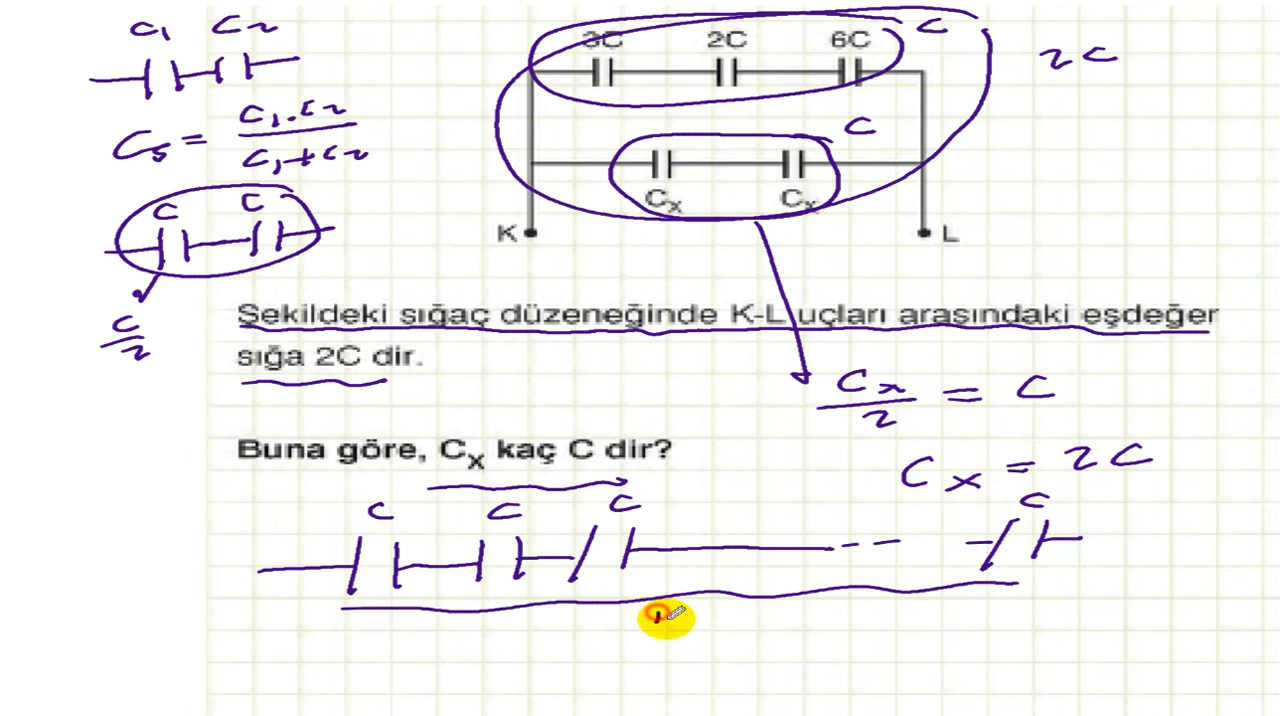 C₁ C₂
3C 2C 6C C
2C
Cₛ = C₁.C₂ / C₁+C₂
C
Cₓ Cₓ
C C
K L
C/2
Şekildeki sığaç düzeneğinde K-L uçları arasındaki eşdeğer
sığa 2C dir.
Cₓ/2 = C
Buna göre, Cₓ kaç C dir?
Cₓ = 2C
C C C C